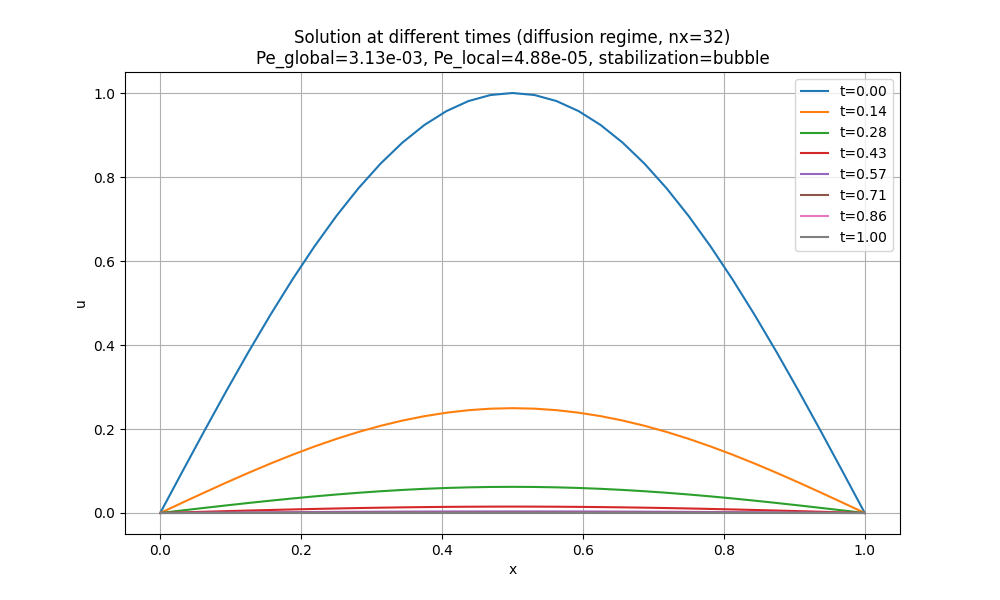 Solution at different times (diffusion regime, nx=32)
Pe_global=3.13e-03, Pe_local=4.88e-05, stabilization=bubble
1.0
0.8
0.6
0.4
0.2
0.0
u
t=0.00
t=0.14
t=0.28
t=0.43
t=0.57
t=0.71
t=0.86
t=1.00
0.0 0.2 0.4 0.6 0.8 1.0
x